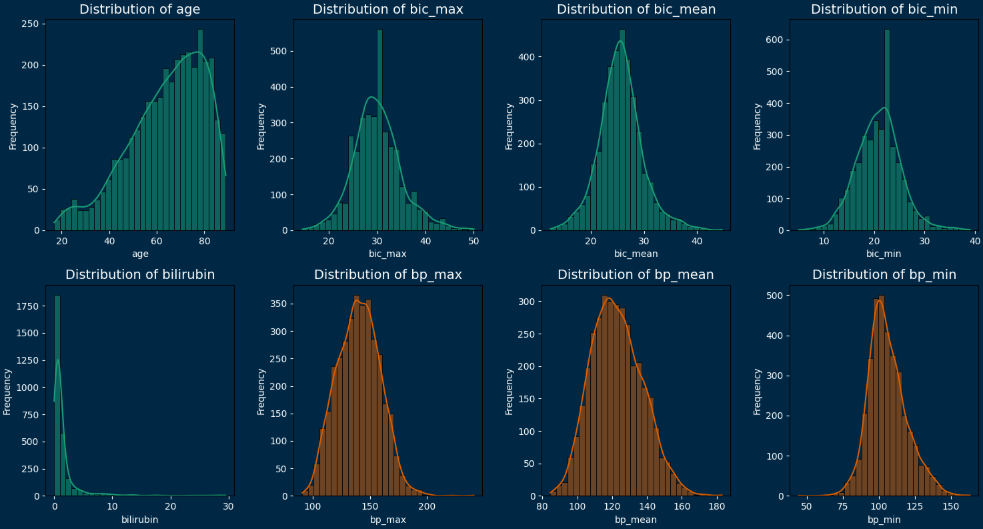 Distribution of age
Distribution of bic_max
Distribution of bic_mean
Distribution of bic_min
250
200
150
100
50
0
Frequency
20 40 60 80
age
500
400
300
200
100
0
Frequency
20 30 40 50
bic_max
400
300
200
100
0
Frequency
20 30 40
bic_mean
600
500
400
300
200
100
0
Frequency
10 20 30 40
bic_min
Distribution of bilirubin
Distribution of bp_max
Distribution of bp_mean
Distribution of bp_min
1750
1500
1250
1000
750
500
250
0
Frequency
0 10 20 30
bilirubin
350
300
250
200
150
100
50
0
Frequency
100 150 200
bp_max
300
250
200
150
100
50
0
Frequency
80 100 120 140 160 180
bp_mean
500
400
300
200
100
0
Frequency
50 75 100 125 150
bp_min